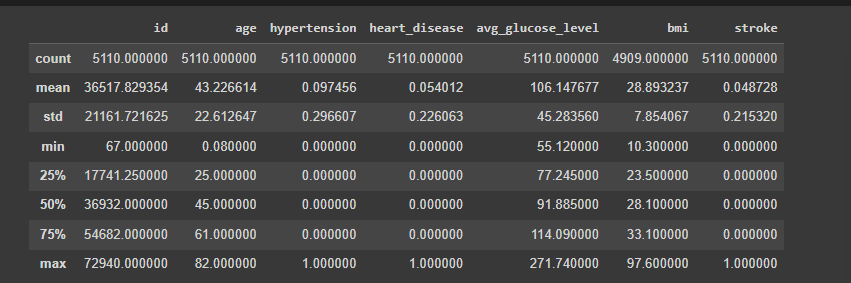 id age hypertension heart_disease avg_glucose_level bmi stroke
count 5110.000000 5110.000000 5110.000000 5110.000000 5110.000000 4909.000000 5110.000000
mean 36517.829354 43.226614 0.097456 0.054012 106.147677 28.893237 0.048728
std 21161.721625 22.612647 0.296607 0.226063 45.283560 7.854067 0.215320
min 67.000000 0.080000 0.000000 0.000000 55.120000 10.300000 0.000000
25% 17741.250000 25.000000 0.000000 0.000000 77.245000 23.500000 0.000000
50% 36932.000000 45.000000 0.000000 0.000000 91.885000 28.100000 0.000000
75% 54682.000000 61.000000 0.000000 0.000000 114.090000 33.100000 0.000000
max 72940.000000 82.000000 1.000000 1.000000 271.740000 97.600000 1.000000